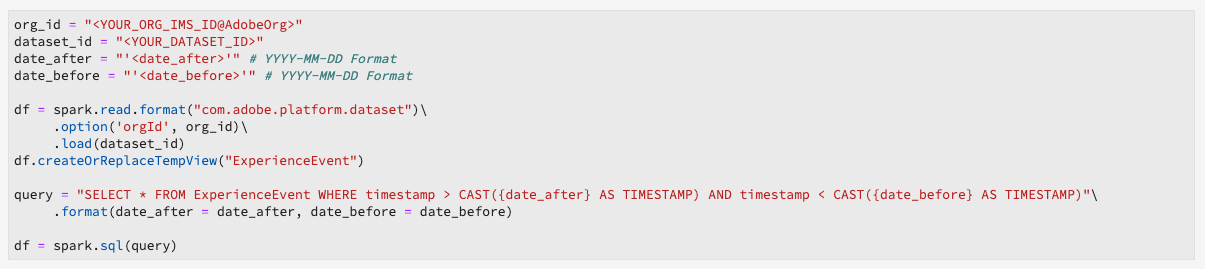 org_id = "<YOUR_ORG_IMS_ID@AdobeOrg>"
dataset_id = "<YOUR_DATASET_ID>"
date_after = "'<date_after>'" # YYYY-MM-DD Format
date_before = "'<date_before>'" # YYYY-MM-DD Format

df = spark.read.format("com.adobe.platform.dataset")\
     .option('orgId', org_id)\
     .load(dataset_id)
df.createOrReplaceTempView("ExperienceEvent")

query = "SELECT * FROM ExperienceEvent WHERE timestamp > CAST({date_after} AS TIMESTAMP) AND timestamp < CAST({date_before} AS TIMESTAMP)"\
     .format(date_after = date_after, date_before = date_before)

df = spark.sql(query)